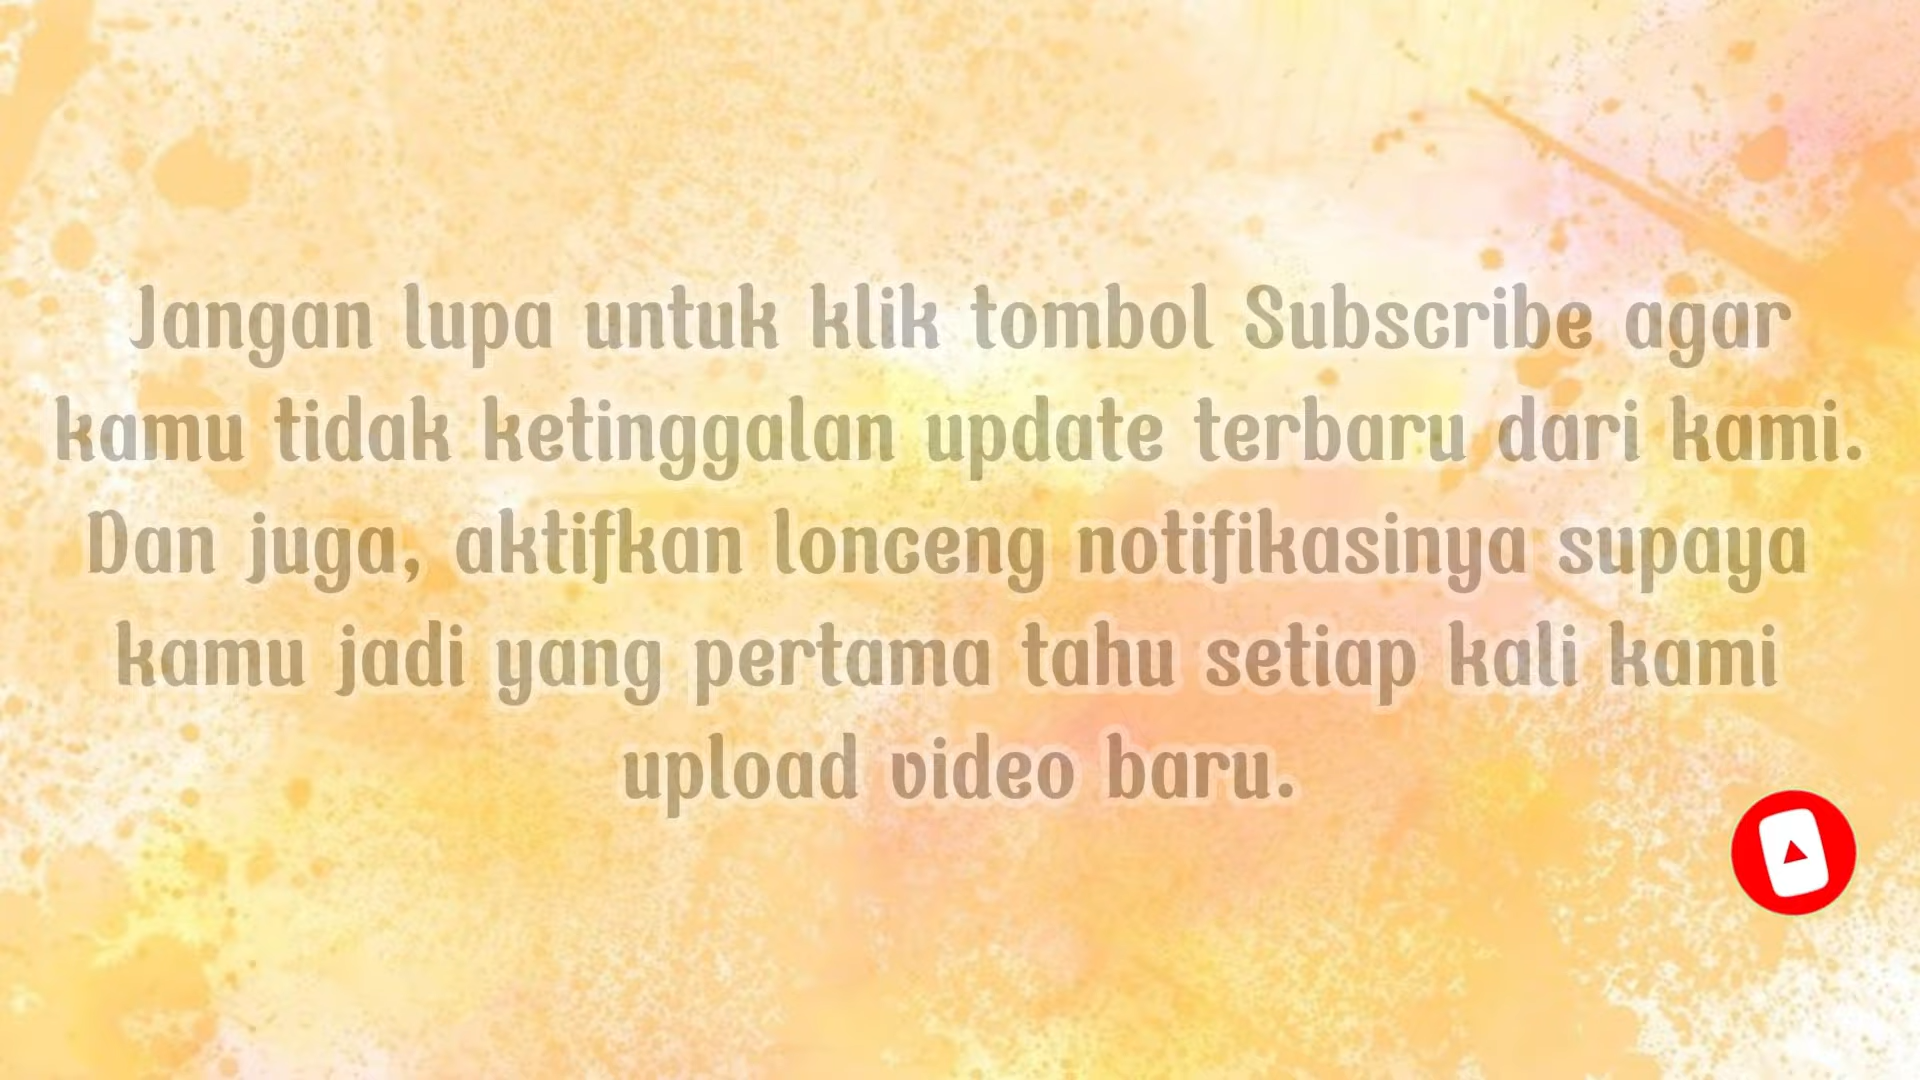 Jangan lupa untuk klik tombol Subscribe agar
kamu tidak ketinggalan update terbaru dari kami.
Dan juga, aktifkan lonceng notifikasinya supaya
kamu jadi yang pertama tahu setiap kali kami
upload video baru.